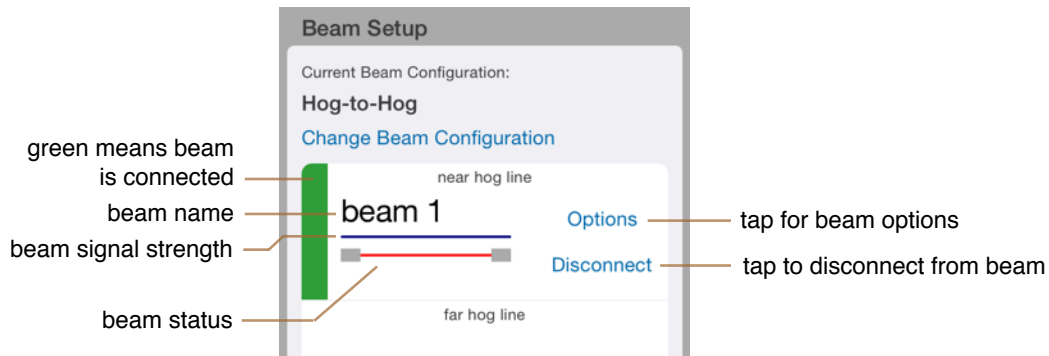 Beam Setup
Current Beam Configuration:
Hog-to-Hog
Change Beam Configuration
green means beam
is connected
near hog line
beam name
beam 1
Options
tap for beam options
beam signal strength
Disconnect
tap to disconnect from beam
beam status
far hog line